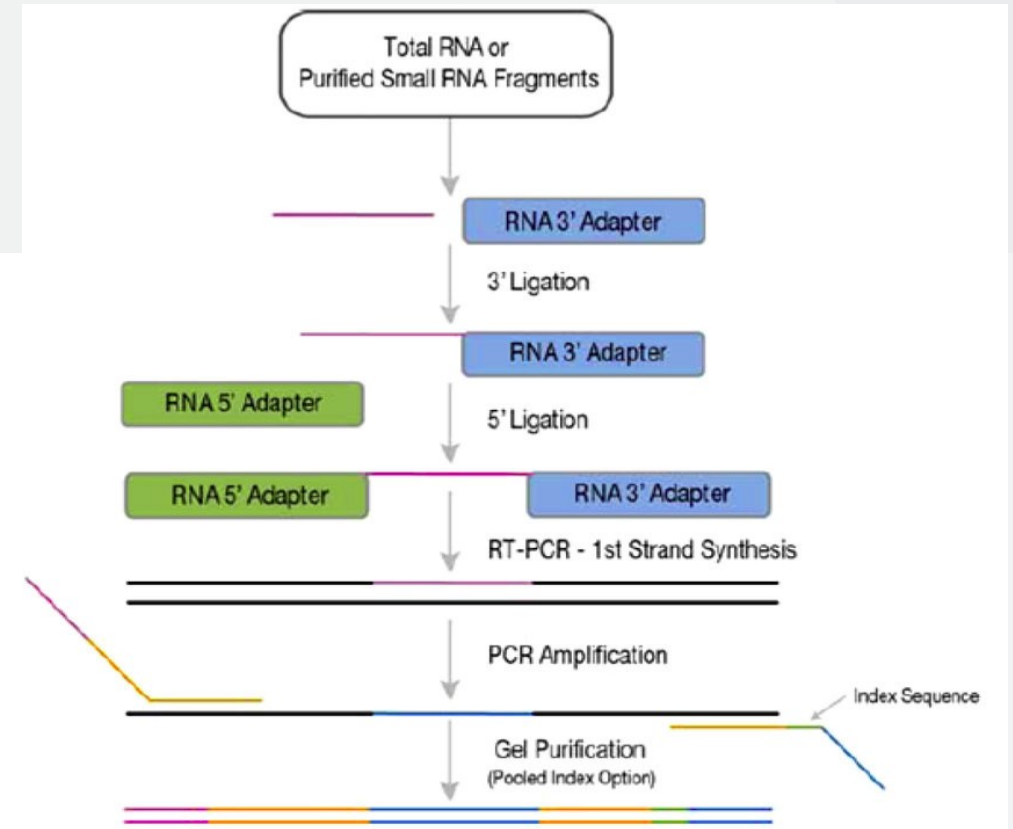 Total RNA or
Purified Small RNA Fragments
RNA 3' Adapter
3' Ligation
RNA 3' Adapter
RNA 5' Adapter
5' Ligation
RNA 5' Adapter
RNA 3' Adapter
RT-PCR - 1st Strand Synthesis
PCR Amplification
Index Sequence
Gel Purification
(Pooled Index Option)